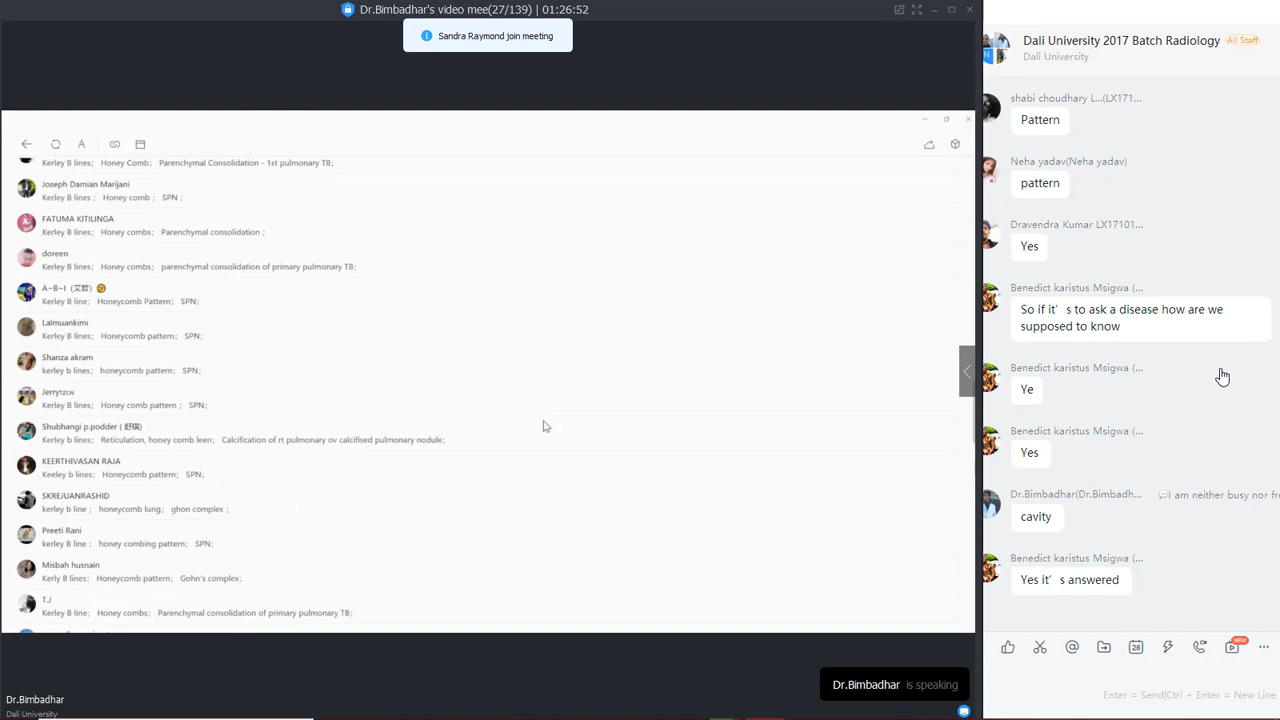 Dr.Bimbadhar's video mee(27/139) | 01:26:52
Sandra Raymond join meeting
Kerley B lines; Honey Comb; Parenchymal Consolidation - 1st pulmonary TB;
Joseph Damian Marijani
Kerley B lines ; Honey comb ; SPN ;
FATUMA KITILINGA
Kerley B lines; Honey combs; Parenchymal consolidation ;
doreen
Kerley B lines; Honey combs; parenchymal consolidation of primary pulmonary TB;
A~B~I (艾哲)
Kerley B line; Honeycomb Pattern; SPN;
Lalmuankimi
Kerley B lines; Honeycomb pattern; SPN;
Shanza akram
kerley b lines; honeycomb pattern; SPN;
JerryTZCN
Kerley B lines; Honey comb pattern ; SPN;
Shubhangi p.podder ( 舒琪)
Kerley b lines; Reticulation, honey comb leen; Calcification of rt pulmonary ov calcified pulmonary nodule;
KEERTHIVASAN RAJA
Keeley b lines; Honeycomb pattern; SPN;
SKREJUANRASHID
kerley b line ; honeycomb lung; ghon complex ;
Preeti Rani
kerley B line ; honey combing pattern; SPN;
Misbah husnain
Kerly B lines; Honeycomb pattern; Gohn's complex;
T.J
Kerley B line; Honey combs; Parenchymal consolidation of primary pulmonary TB;
Dr.Bimbadhar is speaking
Dr.Bimbadhar
Dali University
Dali University 2017 Batch Radiology All Staff
Dali University
shabi choudhary L...(LX171...
Pattern
Neha yadav(Neha yadav)
pattern
Dravendra Kumar LX17101...
Yes
Benedict karistus Msigwa (...
So if it's to ask a disease how are we
supposed to know
Benedict karistus Msigwa (...
Ye
Benedict karistus Msigwa (...
Yes
Dr.Bimbadhar(Dr.Bimbadh... I am neither busy nor fre
cavity
Benedict karistus Msigwa (...
Yes it's answered
28
NEW
Enter = Send(Ctrl + Enter = New Line